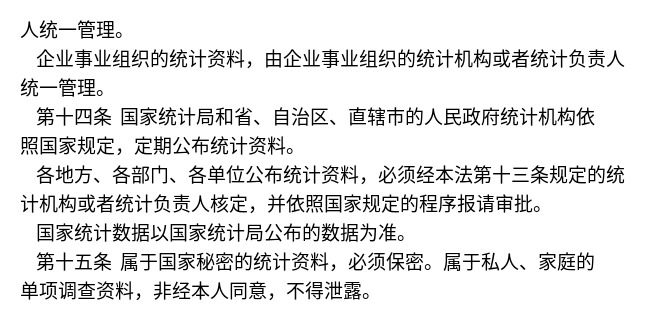 人统一管理。
企业事业组织的统计资料，由企业事业组织的统计机构或者统计负责人
统一管理。
第十四条 国家统计局和省、自治区、直辖市的人民政府统计机构依
照国家规定，定期公布统计资料。
各地方、各部门、各单位公布统计资料，必须经本法第十三条规定的统
计机构或者统计负责人核定，并依照国家规定的程序报请审批。
国家统计数据以国家统计局公布的数据为准。
第十五条 属于国家秘密的统计资料，必须保密。属于私人、家庭的
单项调查资料，非经本人同意，不得泄露。